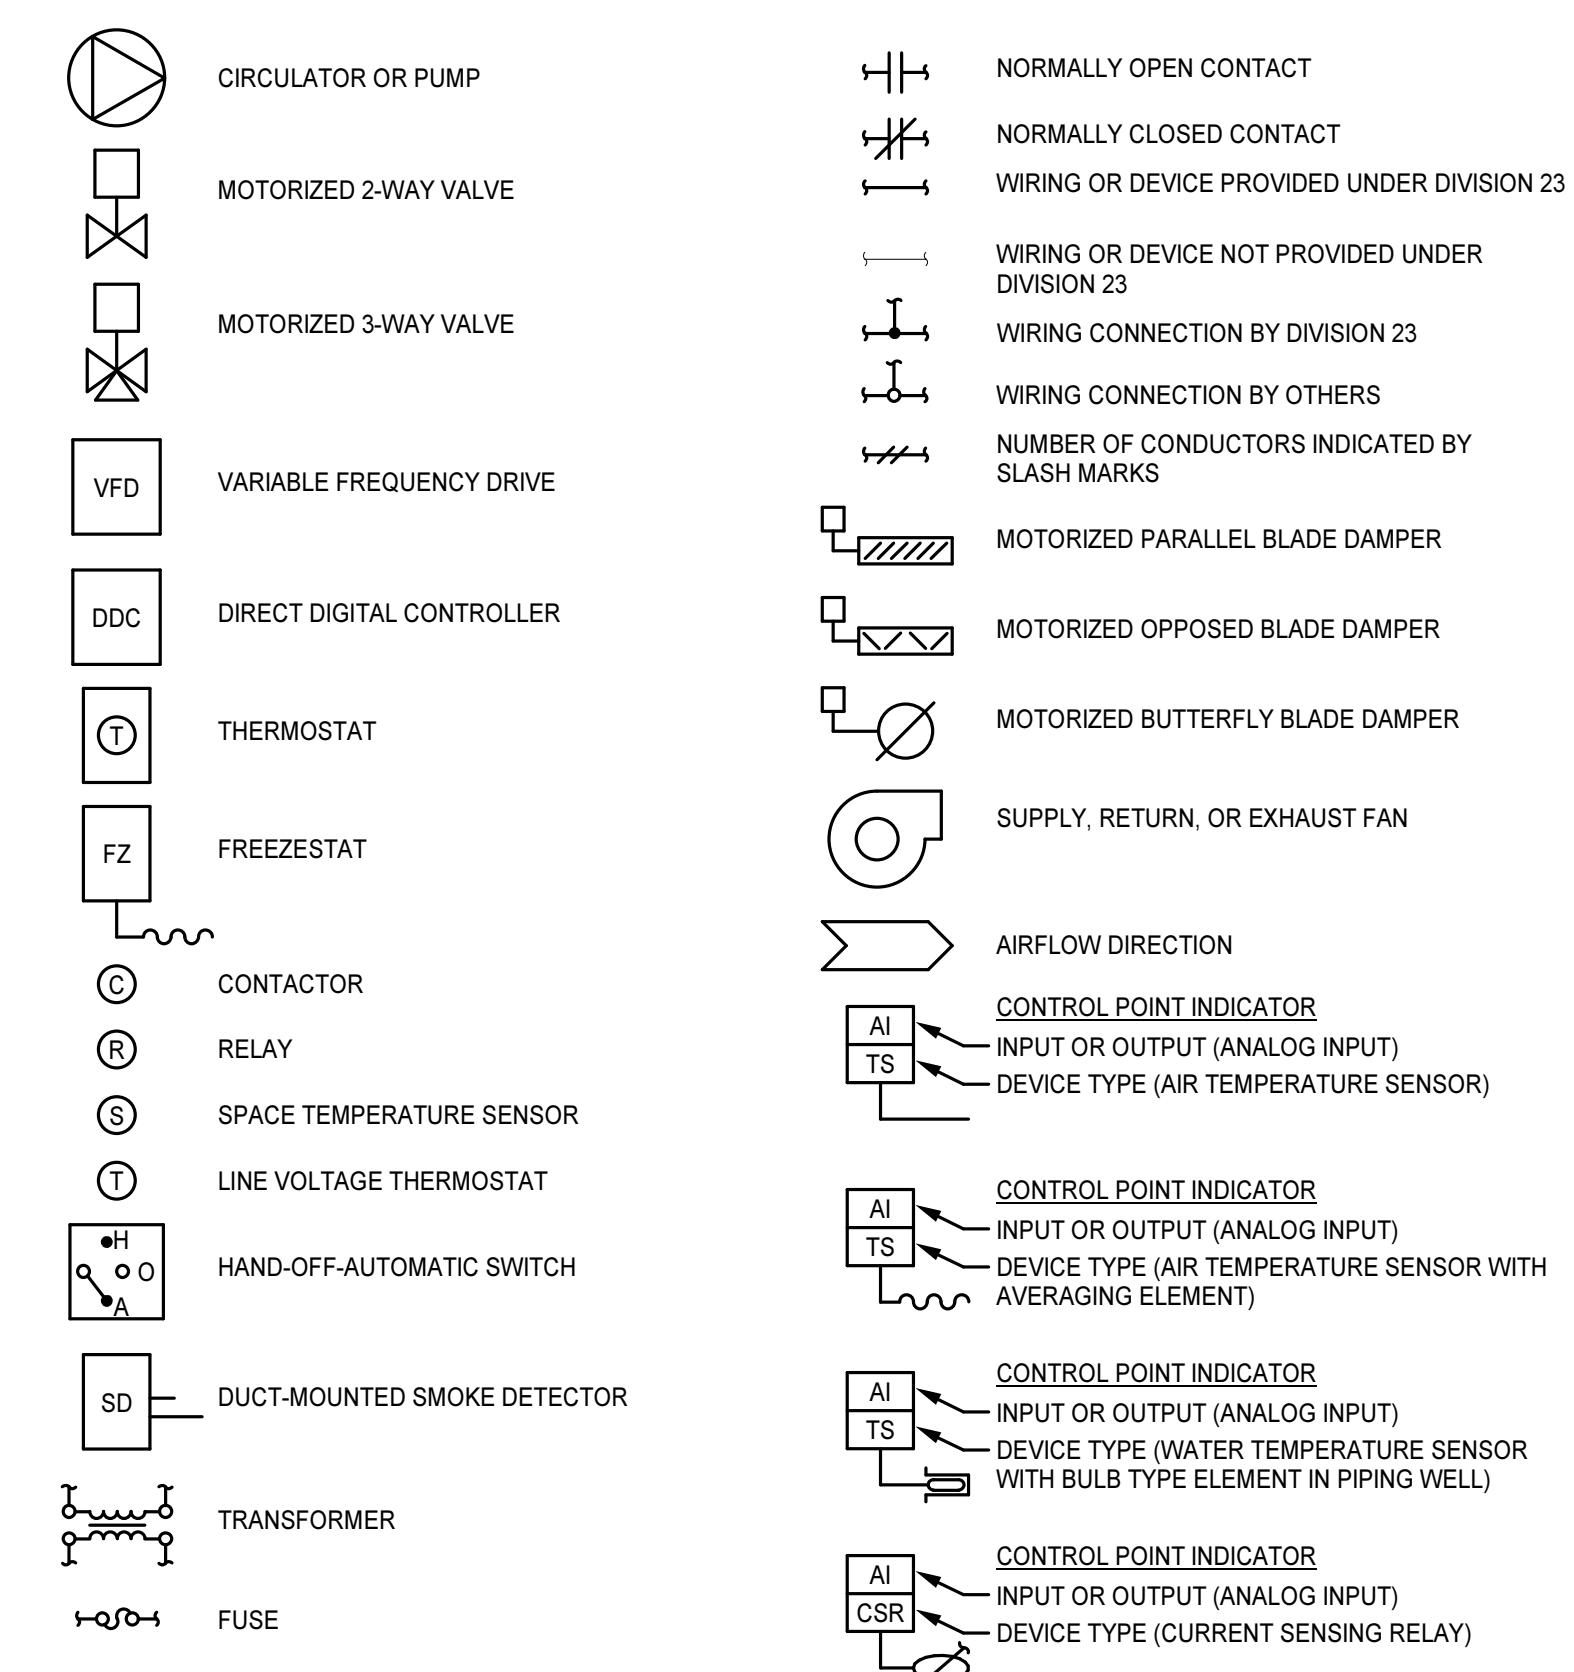 CIRCULATOR OR PUMP
MOTORIZED 2-WAY VALVE
MOTORIZED 3-WAY VALVE
VFD
VARIABLE FREQUENCY DRIVE
DDC
DIRECT DIGITAL CONTROLLER
T
THERMOSTAT
FZ
FREEZESTAT
C
CONTACTOR
R
RELAY
S
SPACE TEMPERATURE SENSOR
T
LINE VOLTAGE THERMOSTAT
H
O
A
HAND-OFF-AUTOMATIC SWITCH
SD
DUCT-MOUNTED SMOKE DETECTOR
TRANSFORMER
FUSE
NORMALLY OPEN CONTACT
NORMALLY CLOSED CONTACT
WIRING OR DEVICE PROVIDED UNDER DIVISION 23
WIRING OR DEVICE NOT PROVIDED UNDER
DIVISION 23
WIRING CONNECTION BY DIVISION 23
WIRING CONNECTION BY OTHERS
NUMBER OF CONDUCTORS INDICATED BY
SLASH MARKS
MOTORIZED PARALLEL BLADE DAMPER
MOTORIZED OPPOSED BLADE DAMPER
MOTORIZED BUTTERFLY BLADE DAMPER
SUPPLY, RETURN, OR EXHAUST FAN
AIRFLOW DIRECTION
CONTROL POINT INDICATOR
AI
INPUT OR OUTPUT (ANALOG INPUT)
TS
DEVICE TYPE (AIR TEMPERATURE SENSOR)
CONTROL POINT INDICATOR
AI
INPUT OR OUTPUT (ANALOG INPUT)
TS
DEVICE TYPE (AIR TEMPERATURE SENSOR WITH
AVERAGING ELEMENT)
CONTROL POINT INDICATOR
AI
INPUT OR OUTPUT (ANALOG INPUT)
TS
DEVICE TYPE (WATER TEMPERATURE SENSOR
WITH BULB TYPE ELEMENT IN PIPING WELL)
CONTROL POINT INDICATOR
AI
INPUT OR OUTPUT (ANALOG INPUT)
CSR
DEVICE TYPE (CURRENT SENSING RELAY)